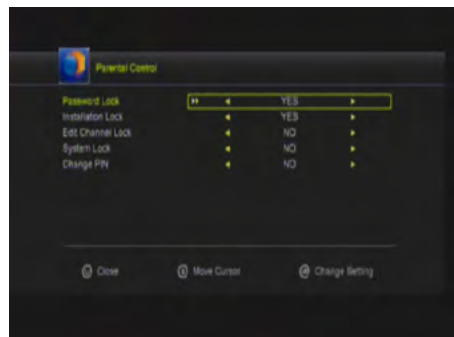 Parental Control
Password Lock YES
Installation Lock YES
Edit Channel Lock NO
System Lock NO
Change PIN NO
Close Move Cursor Change Setting